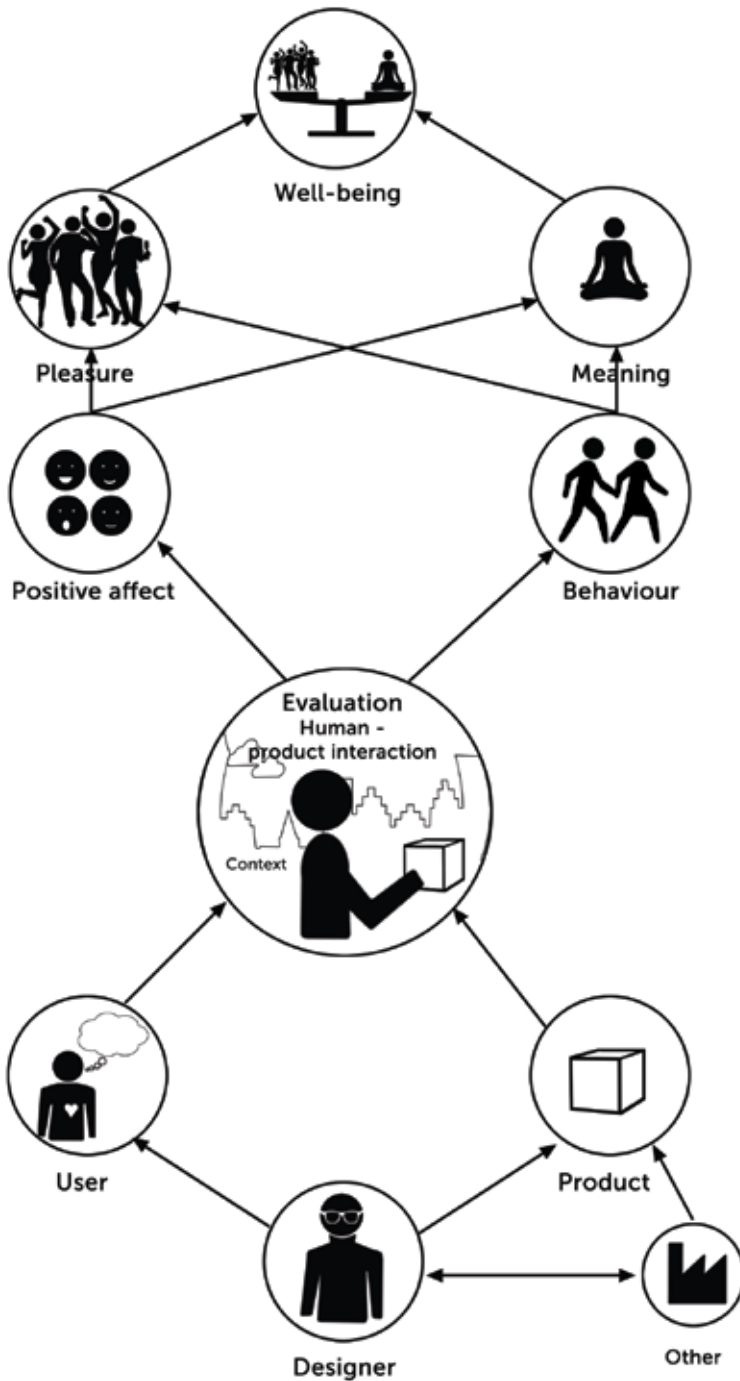 Well-being
Pleasure
Meaning
Positive affect
Behaviour
Evaluation
Human -
product interaction
Context
User
Product
Designer
Other